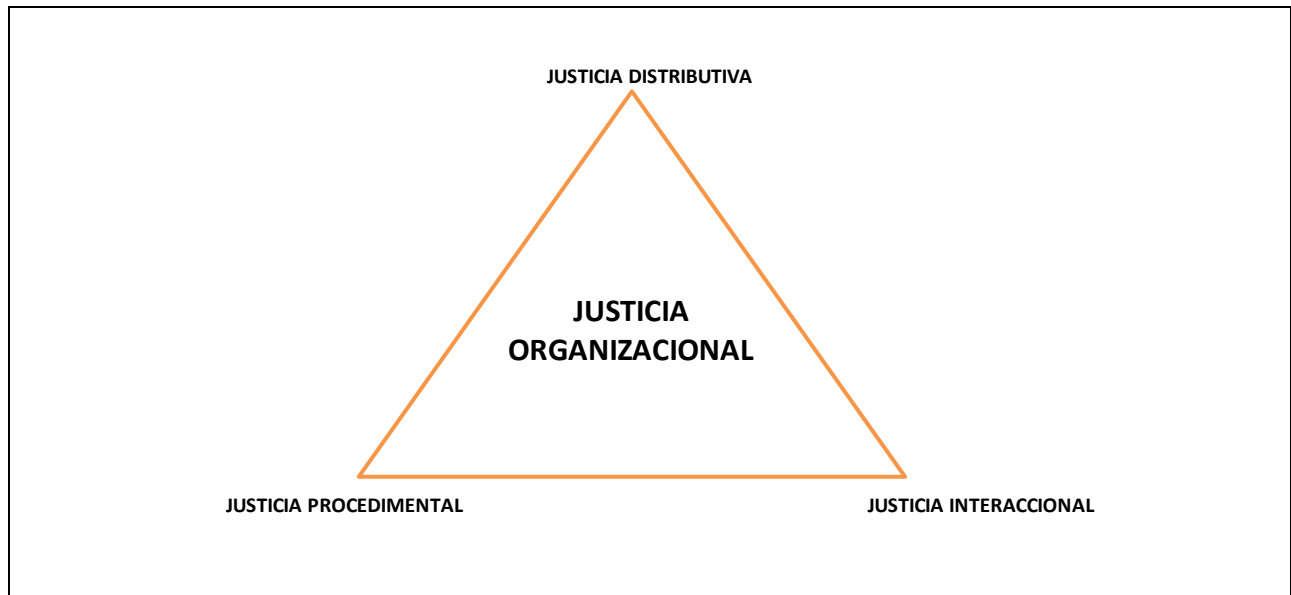 JUSTICIA DISTRIBUTIVA
JUSTICIA
ORGANIZACIONAL
JUSTICIA PROCEDIMENTAL
JUSTICIA INTERACCIONAL